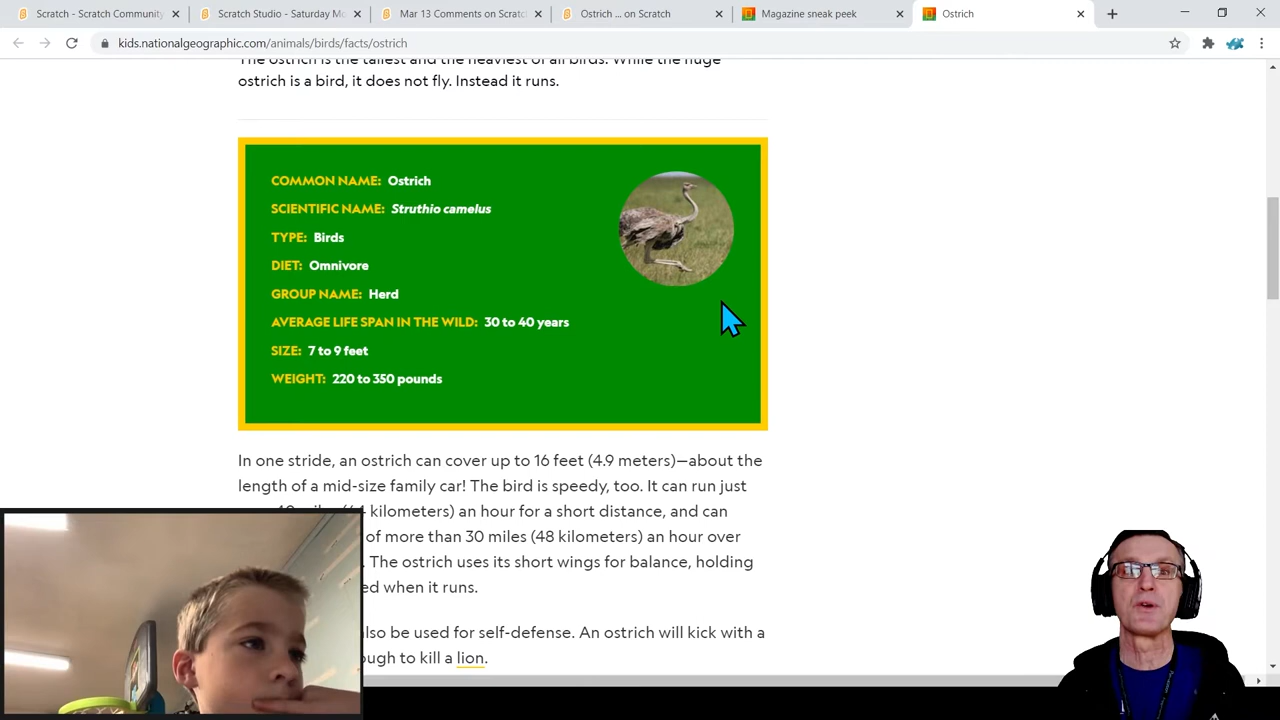 Scratch - Scratch Community
Scratch Studio - Saturday Mo
Mar 13 Comments on Scratc
Ostrich ... on Scratch
Magazine sneak peek
Ostrich
kids.nationalgeographic.com/animals/birds/facts/ostrich
The ostrich is the tallest and the heaviest of all birds. While the huge
ostrich is a bird, it does not fly. Instead it runs.
COMMON NAME: Ostrich
SCIENTIFIC NAME: Struthio camelus
TYPE: Birds
DIET: Omnivore
GROUP NAME: Herd
AVERAGE LIFE SPAN IN THE WILD: 30 to 40 years
SIZE: 7 to 9 feet
WEIGHT: 220 to 350 pounds
In one stride, an ostrich can cover up to 16 feet (4.9 meters)—about the
length of a mid-size family car! The bird is speedy, too. It can run just
kilometers) an hour for a short distance, and can
of more than 30 miles (48 kilometers) an hour over
The ostrich uses its short wings for balance, holding
ed when it runs.
also be used for self-defense. An ostrich will kick with a
ough to kill a lion.